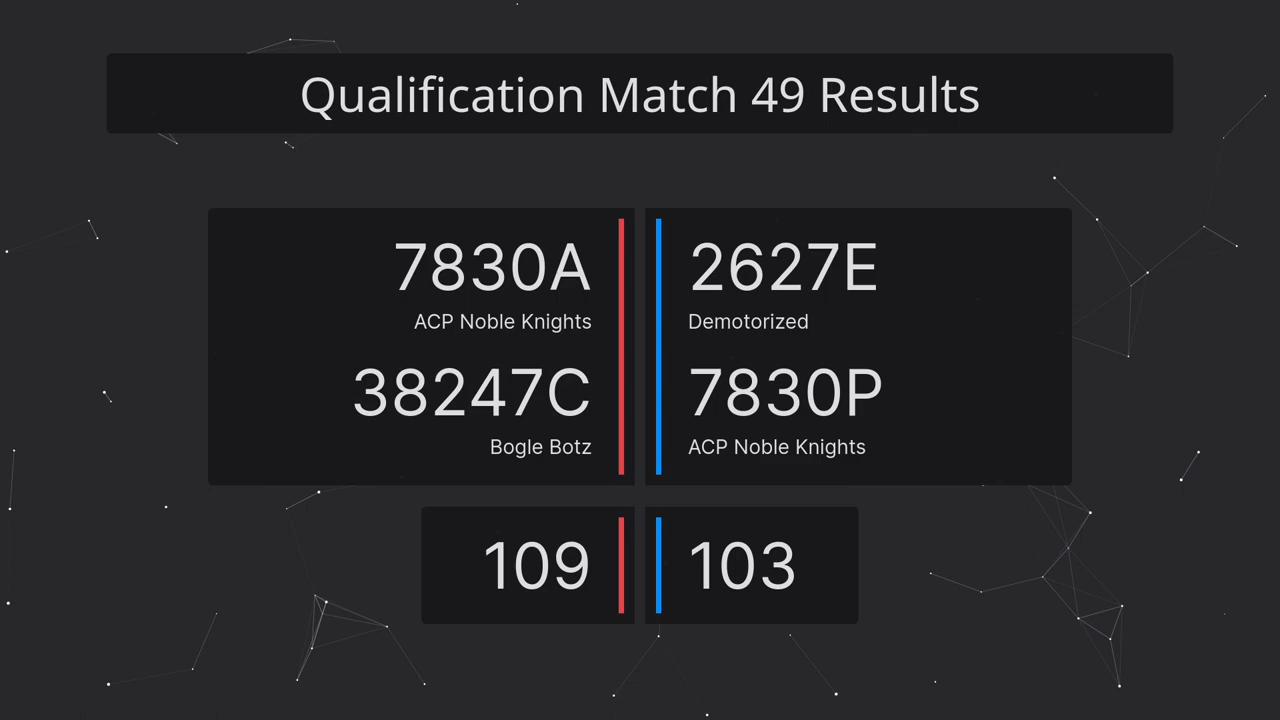 Qualification Match 49 Results
7830A
ACP Noble Knights
38247C
Bogle Botz
2627E
Demotorized
7830P
ACP Noble Knights
109
103